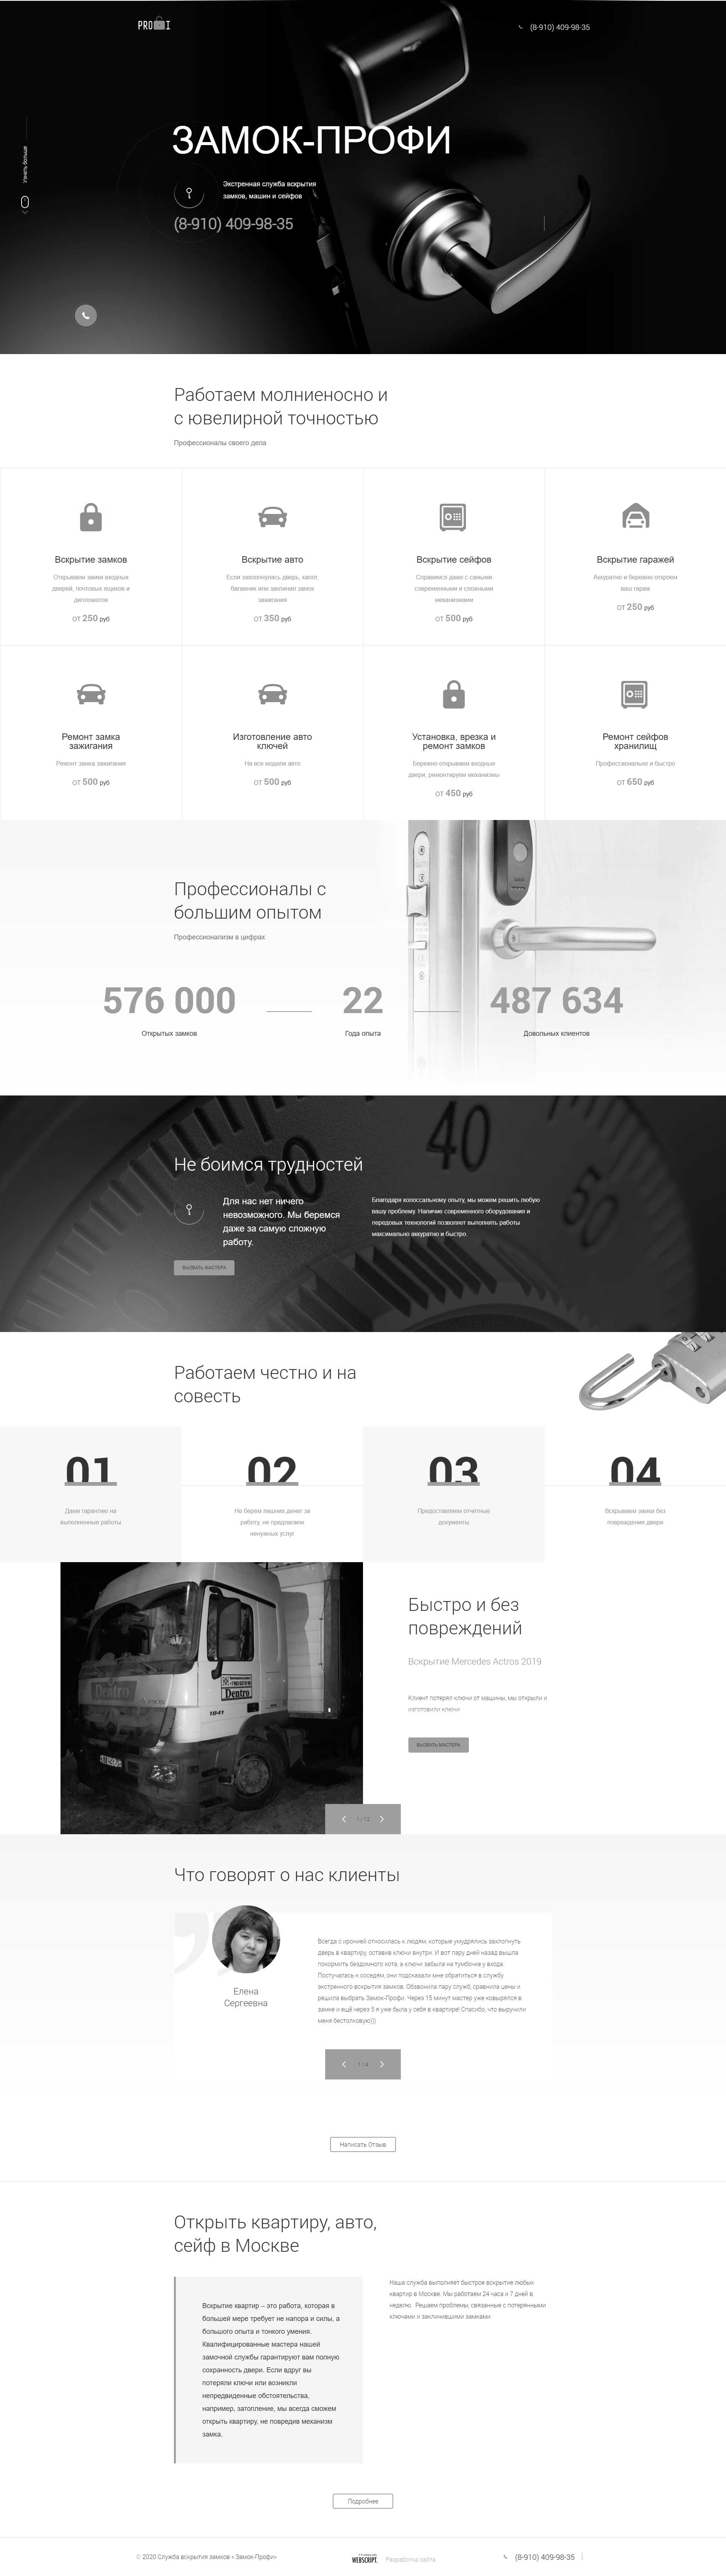 PRO I
(8-910) 409-98-35
Узнать больше
ЗАМОК-ПРОФИ
Экстренная служба вскрытия
замков, машин и сейфов
(8-910) 409-98-35
Работаем молниеносно и
с ювелирной точностью
Профессионалы своего дела
Вскрытие замков
Открываем замки входных
дверей, почтовых ящиков и
дипломатов
от 250 руб
Вскрытие авто
Если захлопнулась дверь, капот,
багажник или заклинил замок
зажигания
от 350 руб
Вскрытие сейфов
Справимся даже с самыми
современными и сложными
механизмами
от 500 руб
Вскрытие гаражей
Аккуратно и бережно откроем
ваш гараж
от 250 руб
Ремонт замка
зажигания
Ремонт замка зажигания
от 500 руб
Изготовление авто
ключей
На все модели авто
от 500 руб
Установка, врезка и
ремонт замков
Бережно открываем входные
двери, ремонтируем механизмы
от 450 руб
Ремонт сейфов
хранилищ
Профессионально и быстро
от 650 руб
Профессионалы с
большим опытом
Профессионализм в цифрах
576 000
Открытых замков
22
Года опыта
487 634
Довольных клиентов
30
40
Не боимся трудностей
Для нас нет ничего
невозможного. Мы беремся
даже за самую сложную
работу.
Благодаря колоссальному опыту, мы можем решить любую
вашу проблему. Наличие современного оборудования и
передовых технологий позволяет выполнять работы
максимально аккуратно и быстро.
ВЫЗВАТЬ МАСТЕРА
Работаем честно и на
совесть
01
Даем гарантию на
выполненные работы
02
Не берем лишних денег за
работу, не предлагаем
ненужных услуг
03
Предоставляем отчётные
документы
04
Вскрываем замки без
повреждения двери
Dentro
Dentro
1841
Быстро и без
повреждений
Вскрытие Mercedes Actros 2019
Клиент потерял ключи от машины, мы открыли и
изготовили ключи
ВЫЗВАТЬ МАСТЕРА
1 / 12
Что говорят о нас клиенты
Елена
Сергеевна
Всегда с иронией относилась к людям, которые умудрялись захлопнуть
дверь в квартиру, оставив ключи внутри. И вот пару дней назад вышла
покормить бездомного кота, а ключи забыла на тумбочке у входа.
Постучалась к соседям, они подсказали мне обратиться в службу
экстренного вскрытия замков. Обзвонила пару служб, сравнила цены и
решила выбрать Замок-Профи. Через 15 минут мастер уже ковырялся в
замке и ещё через 5 я уже была у себя в квартире! Спасибо, что выручили
меня бестолковую)))
1 / 4
Написать Отзыв
Открыть квартиру, авто,
сейф в Москве
Вскрытие квартир – это работа, которая в
большей мере требует не напора и силы, а
большого опыта и тонкого умения.
Квалифицированные мастера нашей
замочной службы гарантируют вам полную
сохранность двери. Если вдруг вы
потеряли ключи или возникли
непредвиденные обстоятельства,
например, затопление, мы всегда сможем
открыть квартиру, не повредив механизм
замка.
Наша служба выполняет быстрое вскрытие любых
квартир в Москве. Мы работаем 24 часа и 7 дней в
неделю. Решаем проблемы, связанные с потерянными
ключами и заклинившими замками.
Подробнее
© 2020 Служба вскрытия замков « Замок-Профи»
WEBSCRIPT.
Разработка сайта
(8-910) 409-98-35